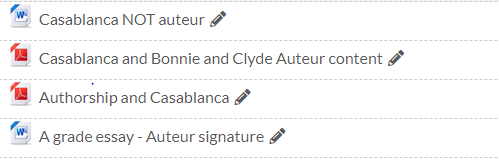 Casablanca NOT auteur
Casablanca and Bonnie and Clyde Auteur content
Authorship and Casablanca
A grade essay - Auteur signature